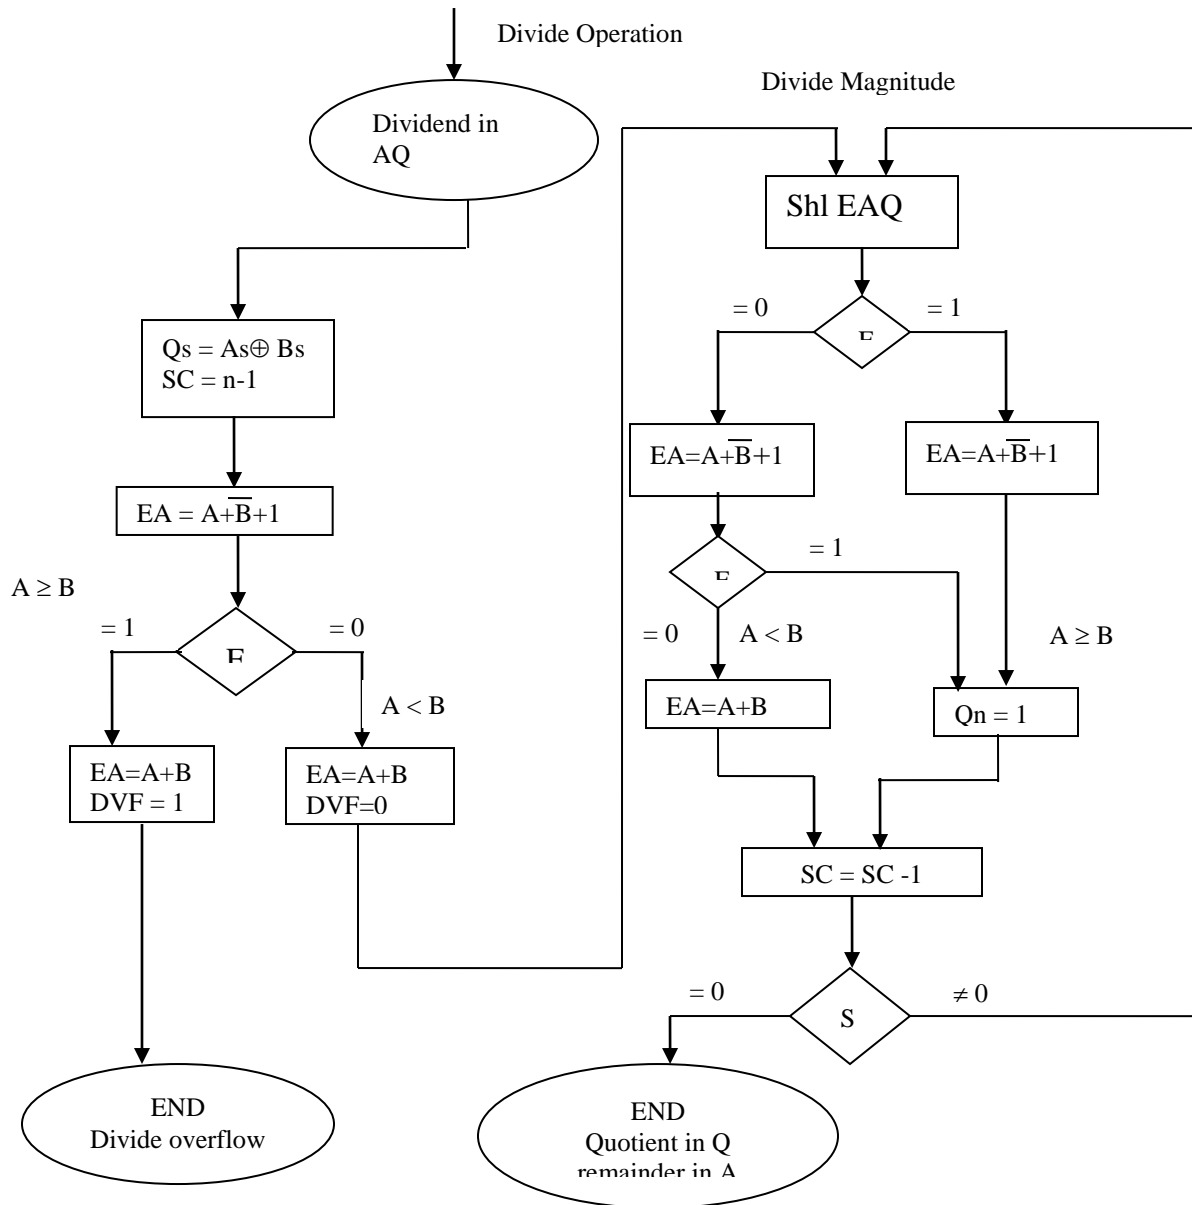 Divide Operation
Dividend in
AQ
Qs = As⊕ Bs
SC = n-1
EA = A+B̅+1
A ≥ B
= 1
= 0
A < B
EA=A+B
DVF = 1
EA=A+B
DVF=0
END
Divide overflow
Divide Magnitude
Shl EAQ
= 0
= 1
EA=A+B̅+1
EA=A+B̅+1
= 1
= 0
A < B
A ≥ B
EA=A+B
Qn = 1
SC = SC -1
= 0
≠ 0
S
END
Quotient in Q
remainder in A